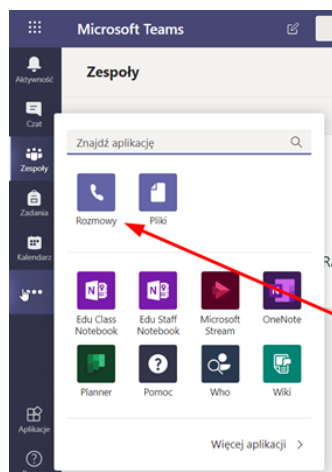 Microsoft Teams
Aktywność
Zespoły
Czat
Znajdź aplikację
Zespoły
Zadania
Rozmowy
Pliki
Kalendarz
Edu Class
Notebook
Edu Staff
Notebook
Microsoft
Stream
OneNote
Planner
Pomoc
Who
Wiki
Aplikacje
Więcej aplikacji